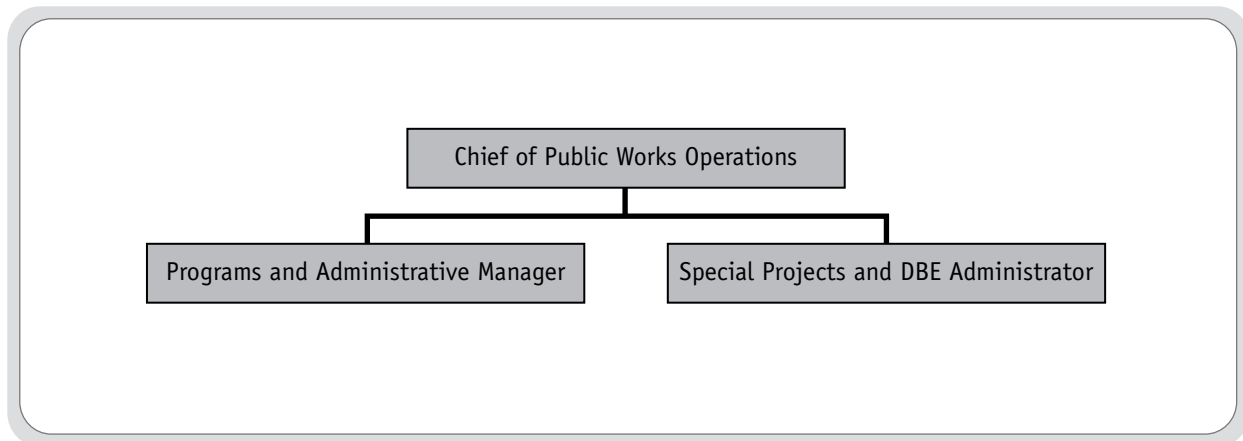 Chief of Public Works Operations
Programs and Administrative Manager
Special Projects and DBE Administrator